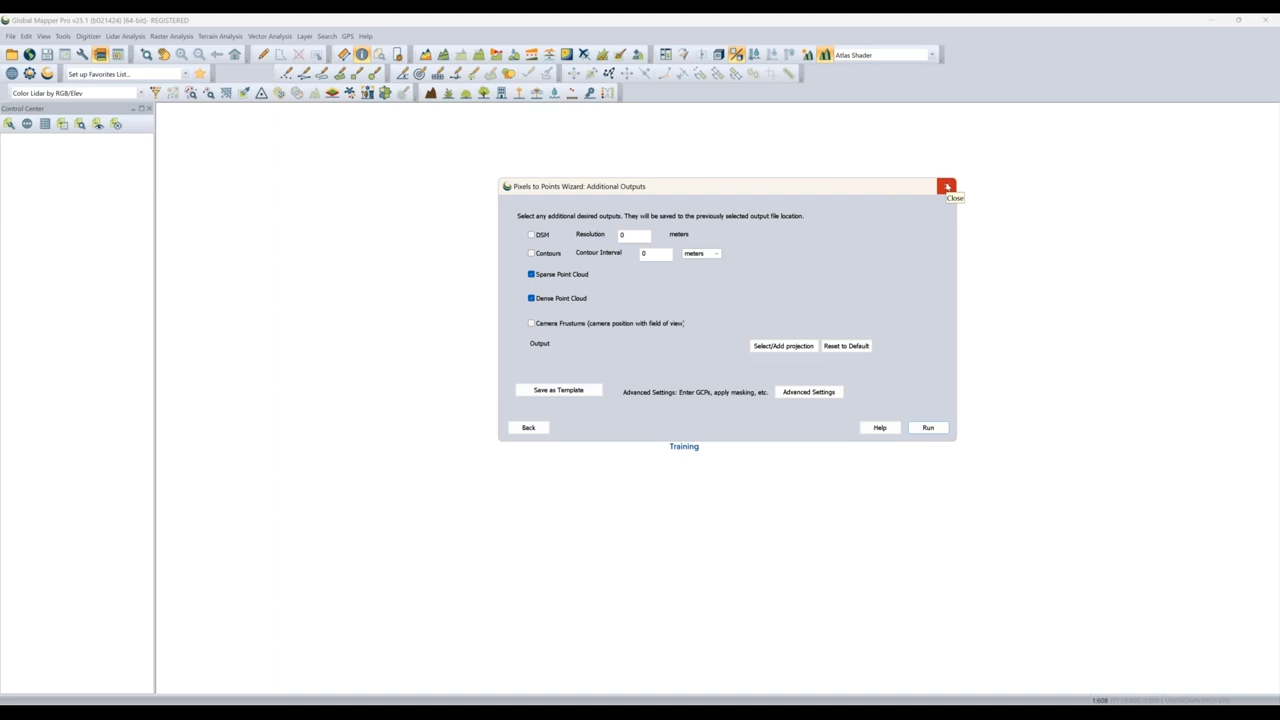 Global Mapper Pro v25.1 (b021424) [64-bit]- REGISTERED
File Edit View Tools Digitizer Lidar Analysis Raster Analysis Terrain Analysis Vector Analysis Layer Search GPS Help
Atlas Shader
Set up Favorites List...
Color Lidar by RGB/Elev
Control Center
Pixels to Points Wizard: Additional Outputs
Close
Select any additional desired outputs. They will be saved to the previously selected output file location.
DSM Resolution 0 meters
Contours Contour Interval 0 meters
Sparse Point Cloud
Dense Point Cloud
Camera Frustums (camera position with field of view
Output Select/Add projection Reset to Default
Save as Template Advanced Settings: Enter GCPs, apply masking, etc. Advanced Settings
Back Help Run
Training